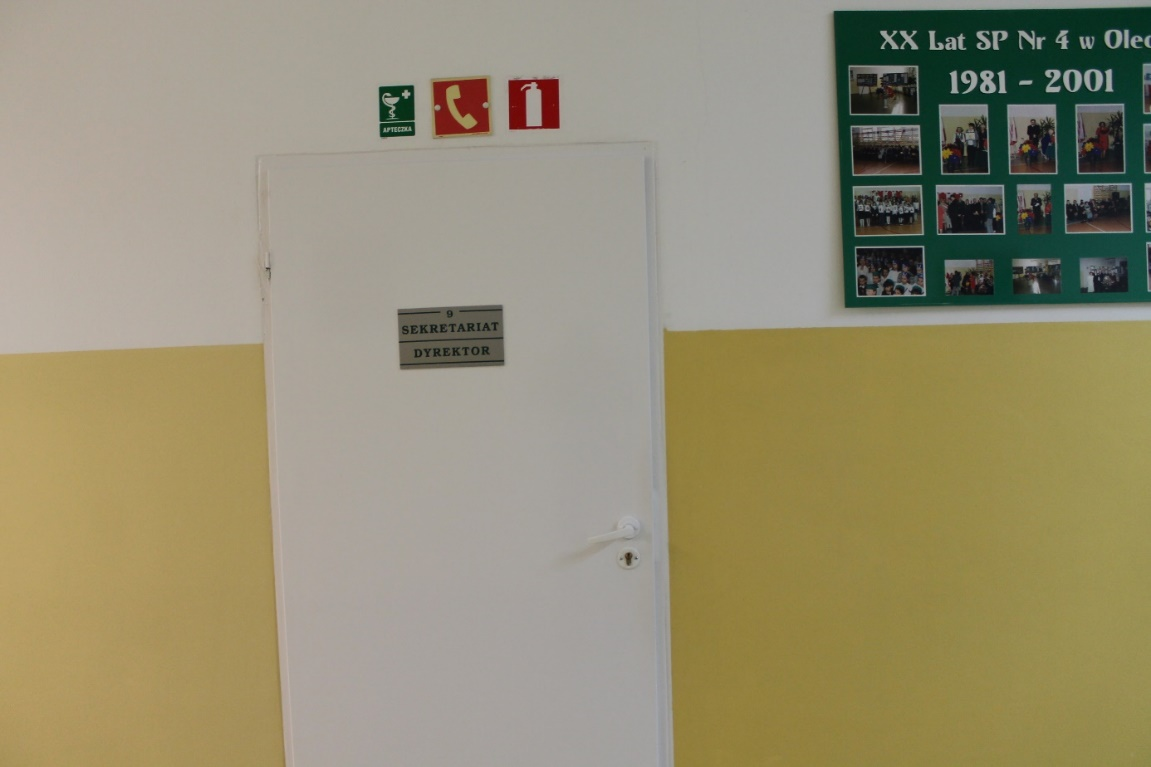 APTECZKA
XX Lat SP Nr 4 w Olec
1981 - 2001
9
SEKRETARIAT
DYREKTOR